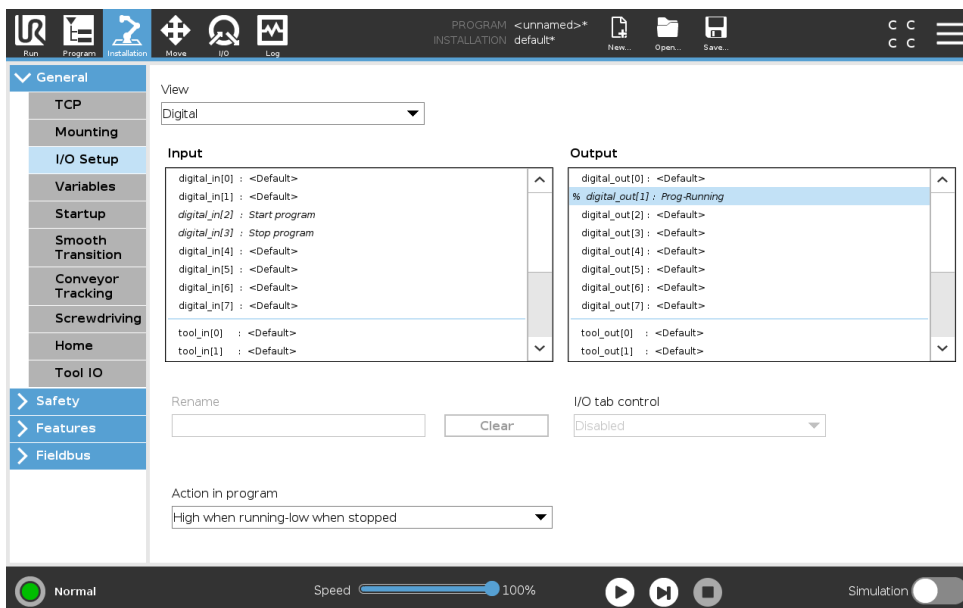 PROGRAM <unnamed>*
INSTALLATION default*
UR
Run
Program
Installation
Move
I/O
Log
New...
Open...
Save...
C C
C C
General
TCP
Mounting
I/O Setup
Variables
Startup
Smooth
Transition
Conveyor
Tracking
Screwdriving
Home
Tool IO
Safety
Features
Fieldbus
View
Digital
Input
digital_in[0] : <Default>
digital_in[1] : <Default>
digital_in[2] : Start program
digital_in[3] : Stop program
digital_in[4] : <Default>
digital_in[5] : <Default>
digital_in[6] : <Default>
digital_in[7] : <Default>
tool_in[0] : <Default>
tool_in[1] : <Default>
Output
digital_out[0] : <Default>
% digital_out[1] : Prog-Running
digital_out[2] : <Default>
digital_out[3] : <Default>
digital_out[4] : <Default>
digital_out[5] : <Default>
digital_out[6] : <Default>
digital_out[7] : <Default>
tool_out[0] : <Default>
tool_out[1] : <Default>
Rename
Clear
I/O tab control
Disabled
Action in program
High when running-low when stopped
Normal
Speed
100%
Simulation